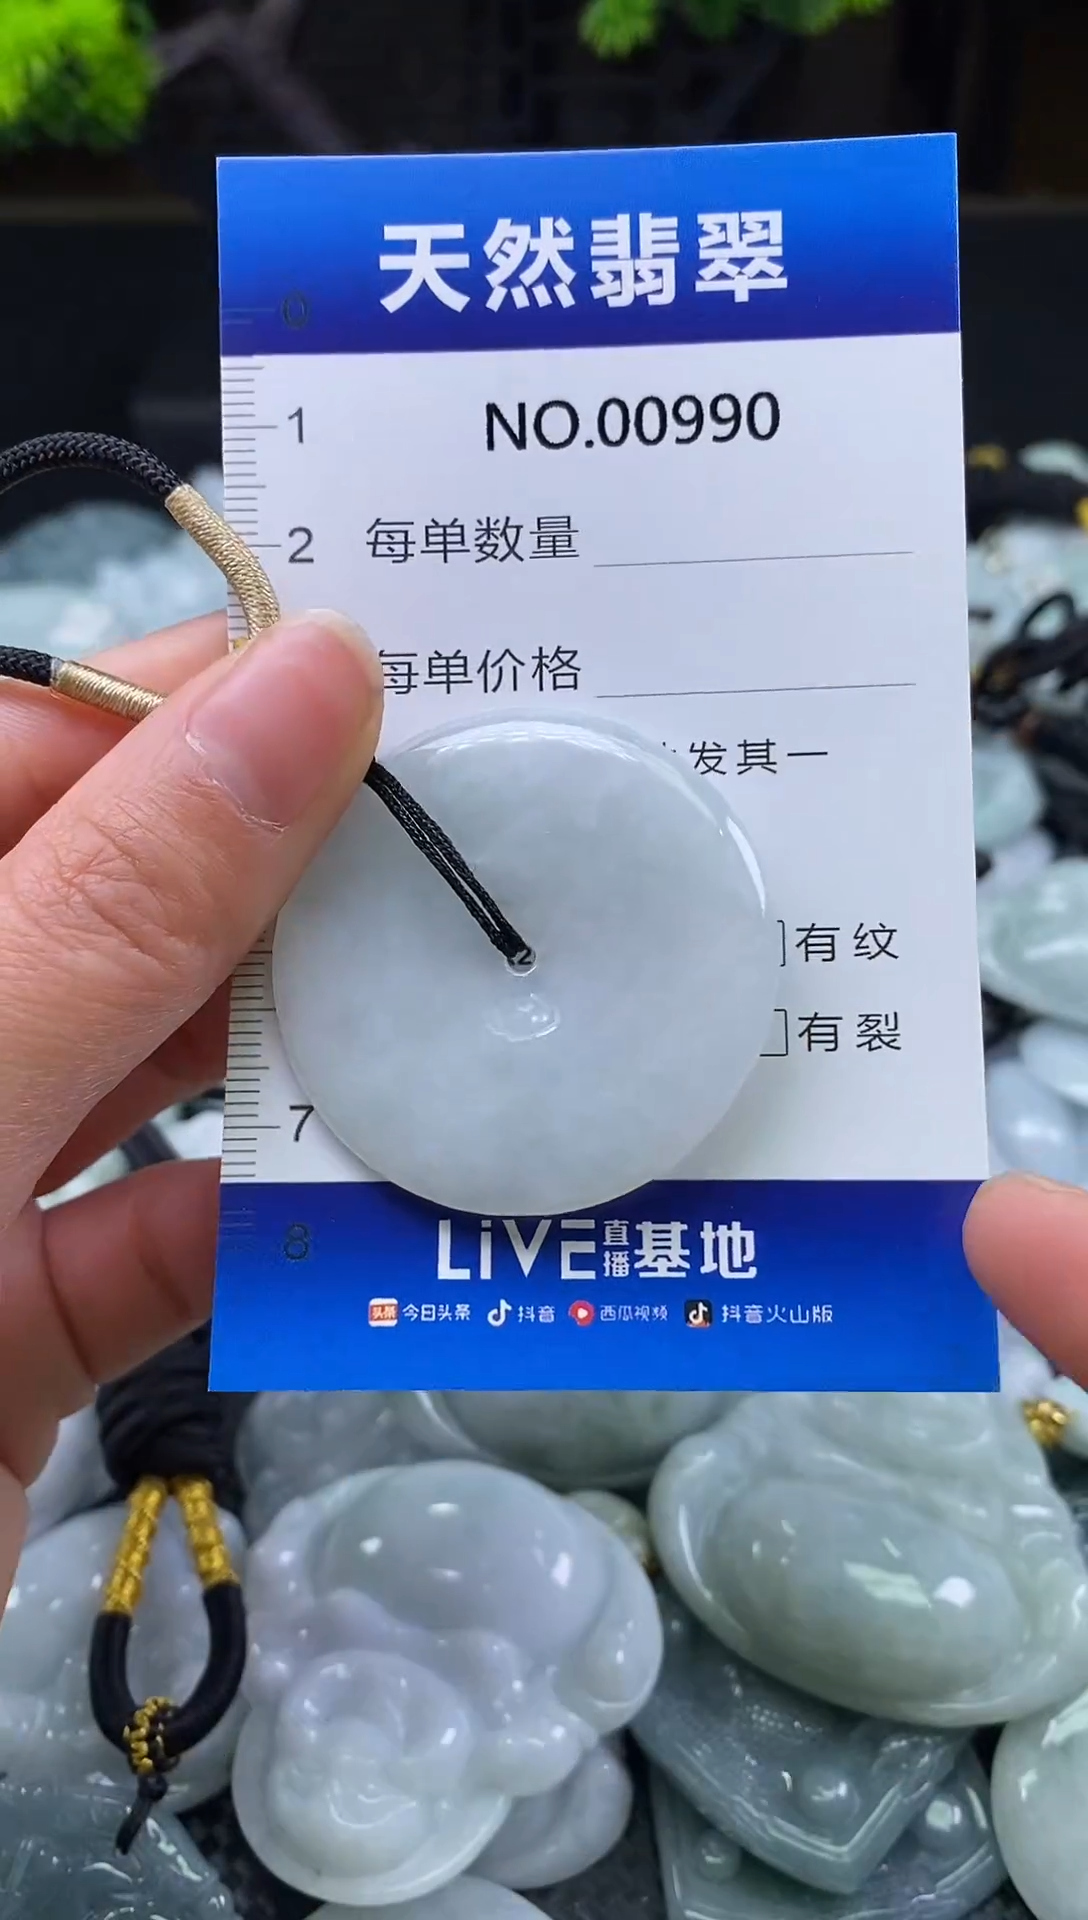 天然翡翠
0
NO.00990
1
2
每单数量
每单价格
发其一
有纹
有裂
7
8
LiVE直播基地
头条 今日头条 抖音 西瓜视频 抖音火山版